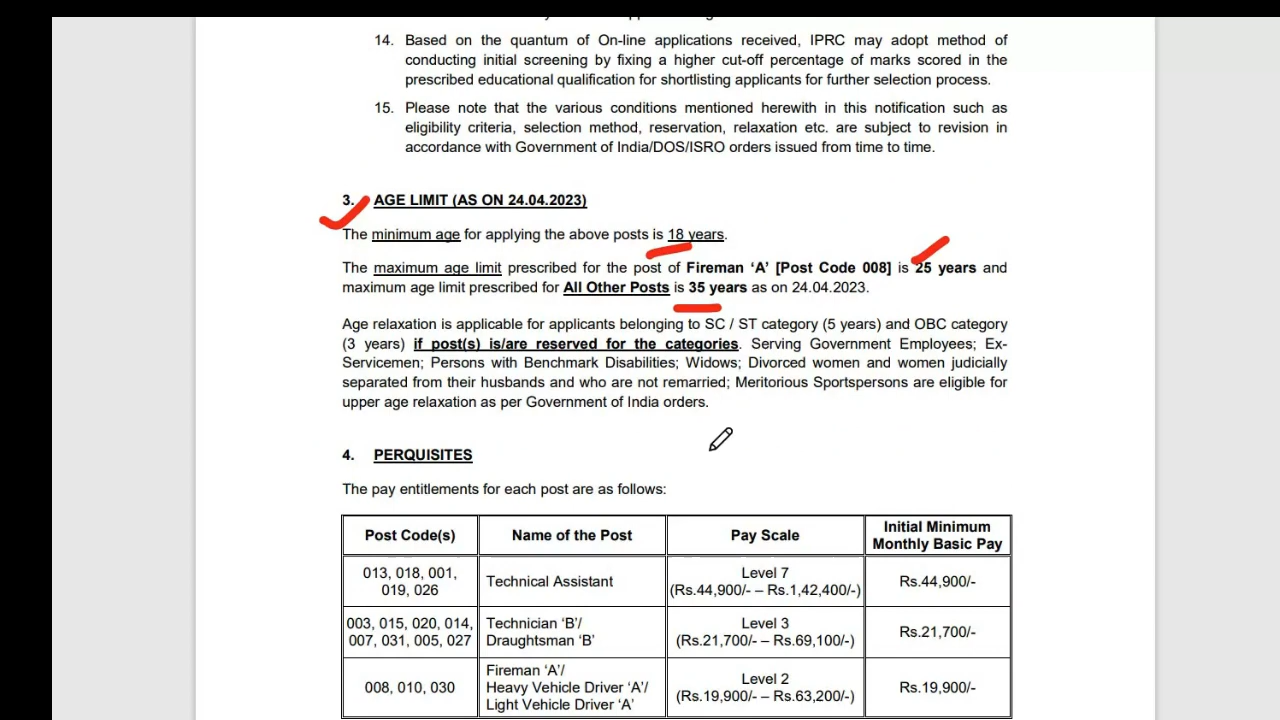 14. Based on the quantum of On-line applications received, IPRC may adopt method of
conducting initial screening by fixing a higher cut-off percentage of marks scored in the
prescribed educational qualification for shortlisting applicants for further selection process.
15. Please note that the various conditions mentioned herewith in this notification such as
eligibility criteria, selection method, reservation, relaxation etc. are subject to revision in
accordance with Government of India/DOS/ISRO orders issued from time to time.
3. AGE LIMIT (AS ON 24.04.2023)
The minimum age for applying the above posts is 18 years.
The maximum age limit prescribed for the post of Fireman ‘A’ [Post Code 008] is 25 years and
maximum age limit prescribed for All Other Posts is 35 years as on 24.04.2023.
Age relaxation is applicable for applicants belonging to SC / ST category (5 years) and OBC category
(3 years) if post(s) is/are reserved for the categories. Serving Government Employees; Ex-
Servicemen; Persons with Benchmark Disabilities; Widows; Divorced women and women judicially
separated from their husbands and who are not remarried; Meritorious Sportspersons are eligible for
upper age relaxation as per Government of India orders.
4. PERQUISITES
The pay entitlements for each post are as follows:
Post Code(s) Name of the Post Pay Scale Initial Minimum
Monthly Basic Pay
013, 018, 001,
019, 026
Technical Assistant
Level 7
(Rs.44,900/- – Rs.1,42,400/-)
Rs.44,900/-
003, 015, 020, 014,
007, 031, 005, 027
Technician ‘B’/
Draughtsman ‘B’
Level 3
(Rs.21,700/- – Rs.69,100/-)
Rs.21,700/-
008, 010, 030
Fireman ‘A’/
Heavy Vehicle Driver ‘A’/
Light Vehicle Driver ‘A’
Level 2
(Rs.19,900/- – Rs.63,200/-)
Rs.19,900/-